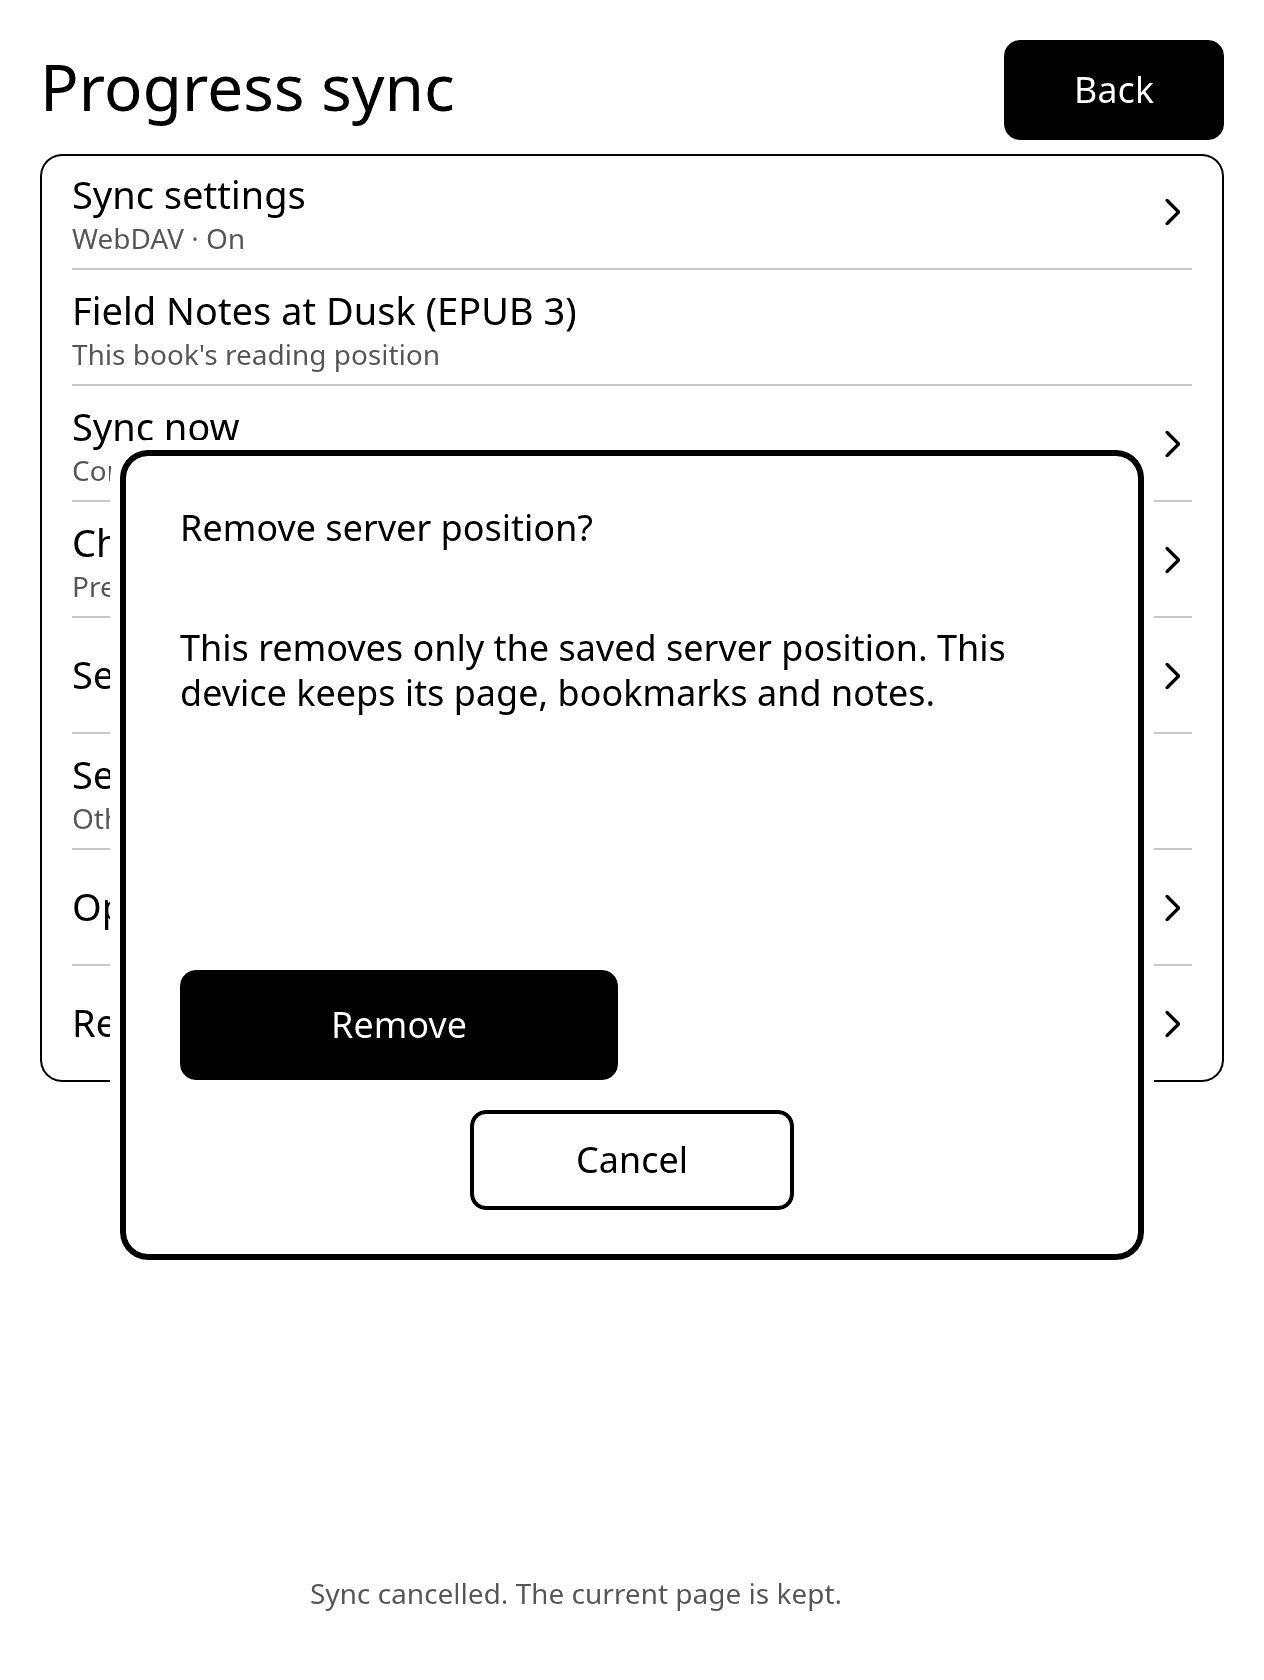 Progress sync
Back
Sync settings
WebDAV · On
Field Notes at Dusk (EPUB 3)
This book's reading position
Sync now
Remove server position?
This removes only the saved server position. This
device keeps its page, bookmarks and notes.
Remove
Cancel
Sync cancelled. The current page is kept.